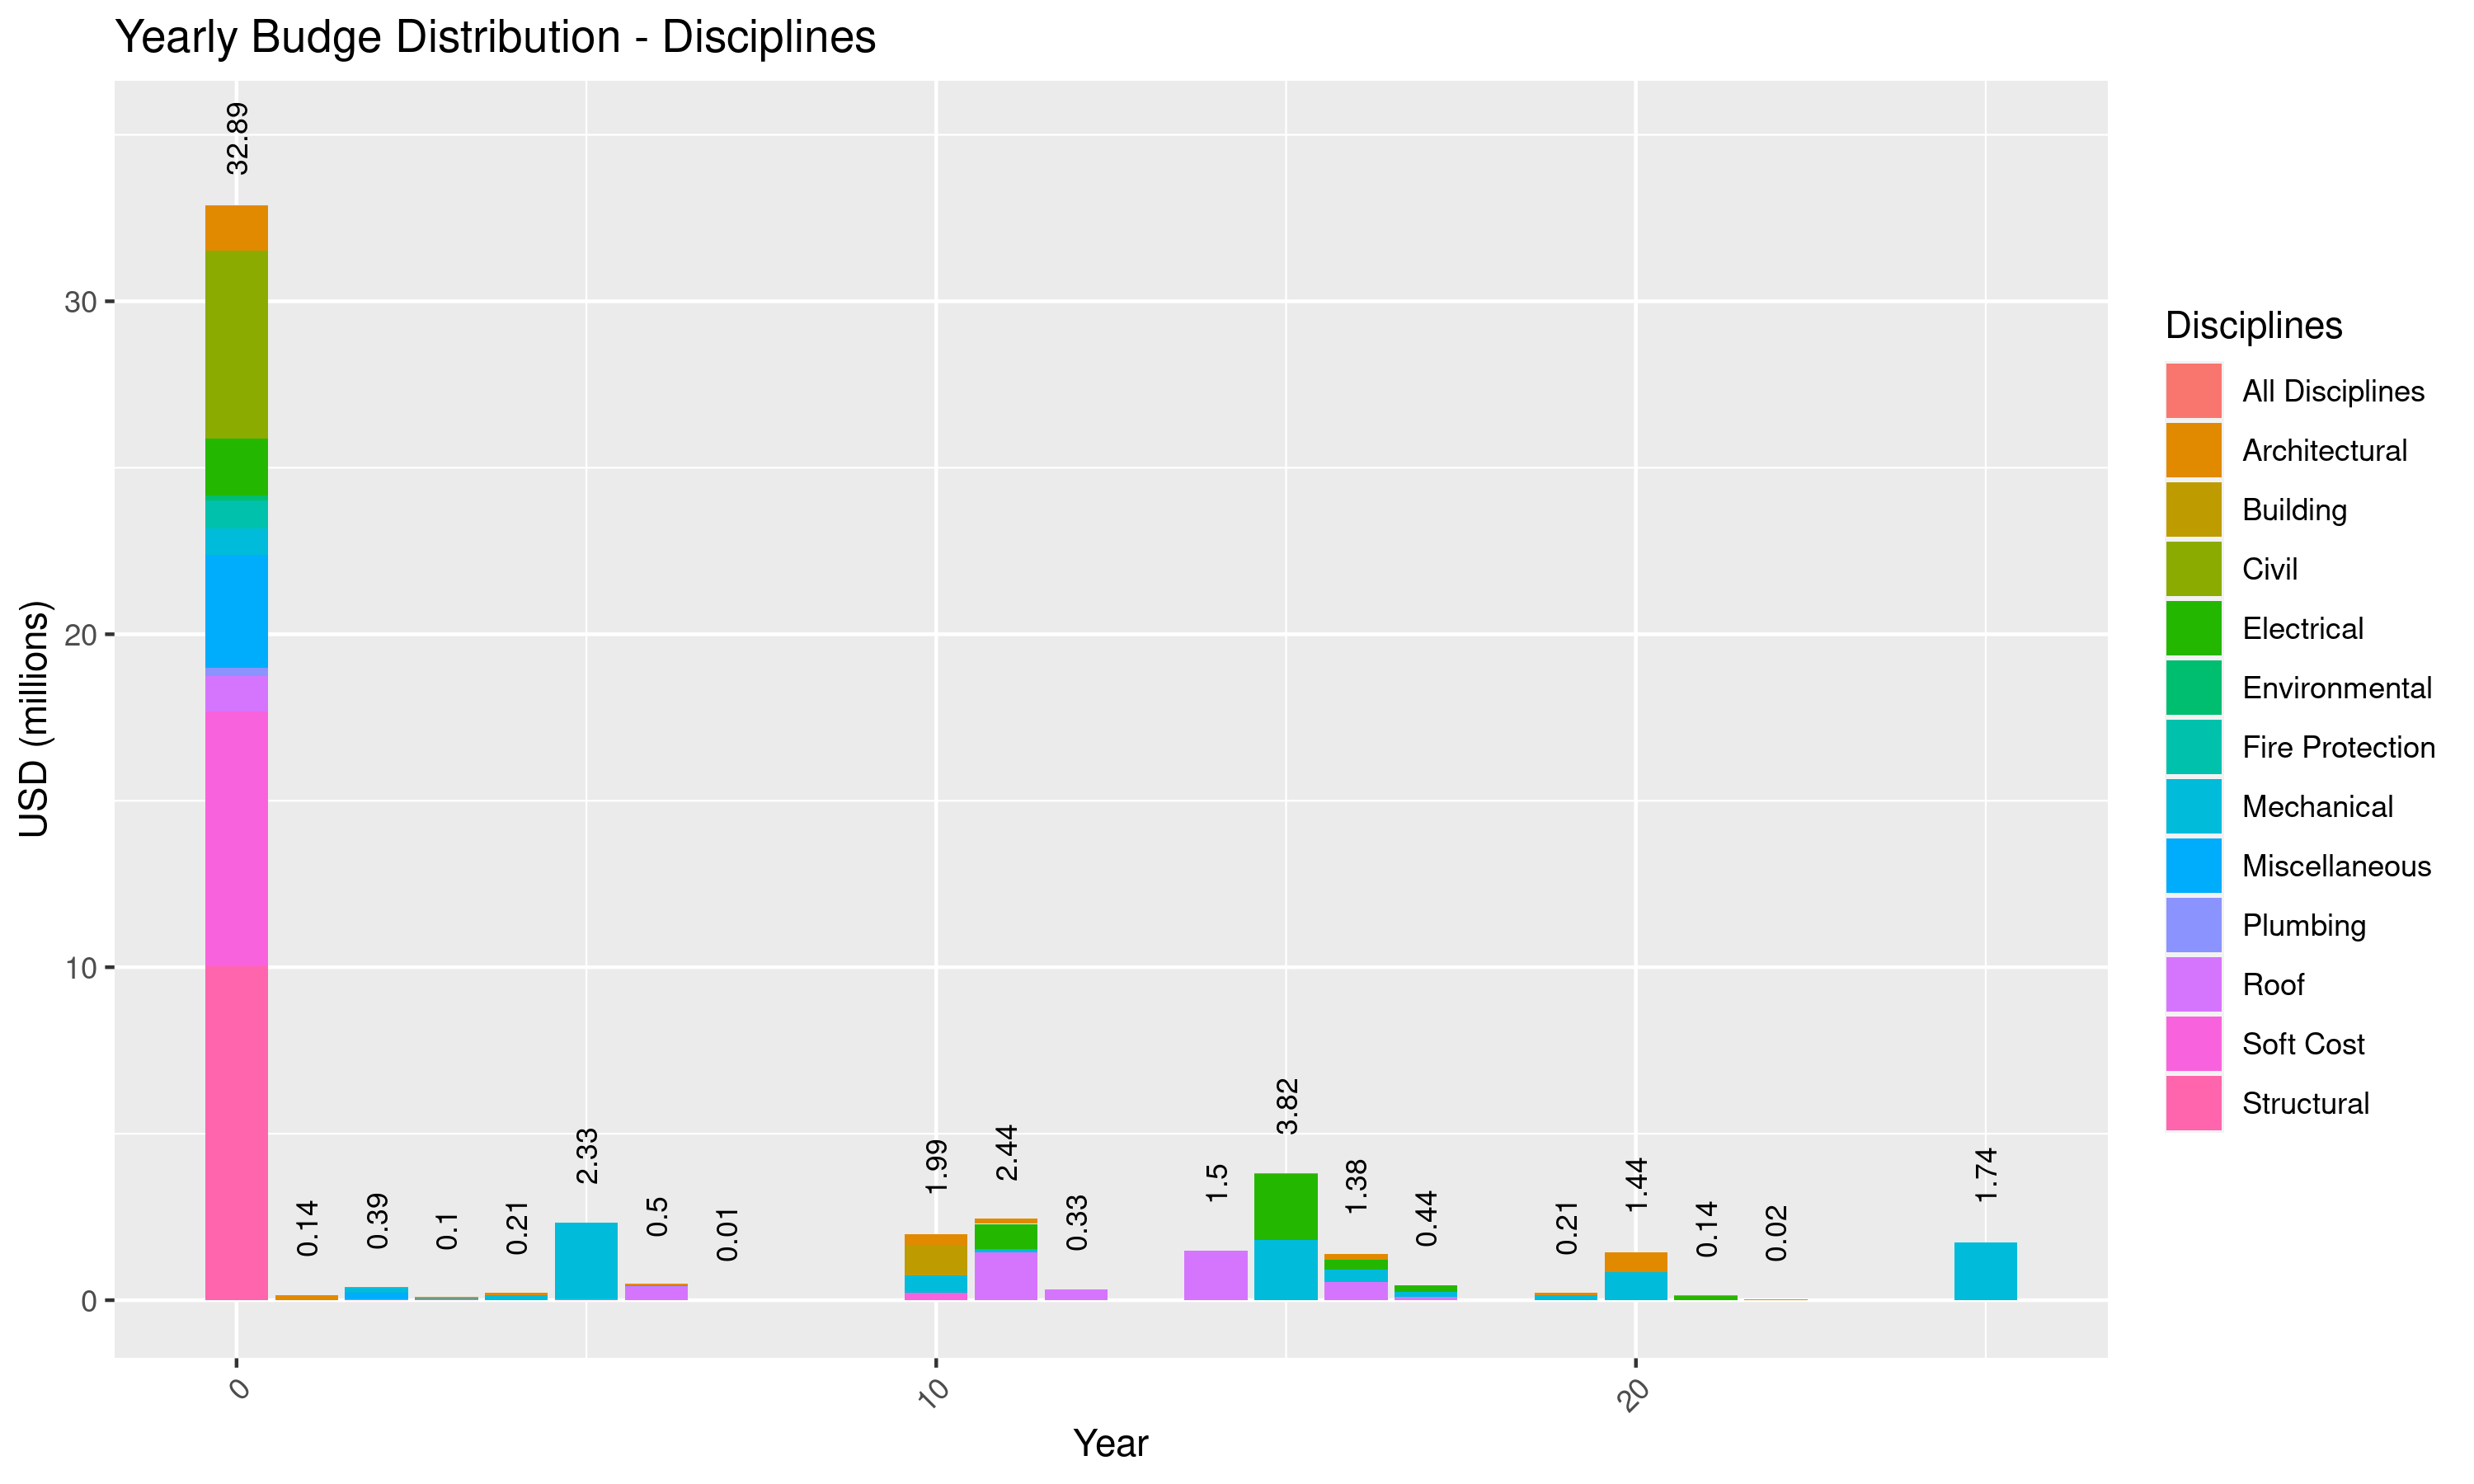 Yearly Budge Distribution - Disciplines
USD (millions)
30
20
10
0
32.89
0.14
0.39
0.1
0.21
2.33
0.5
0.01
1.99
2.44
0.33
1.5
3.82
1.38
0.44
0.21
1.44
0.14
0.02
1.74
0
10
20
Year
Disciplines
All Disciplines
Architectural
Building
Civil
Electrical
Environmental
Fire Protection
Mechanical
Miscellaneous
Plumbing
Roof
Soft Cost
Structural